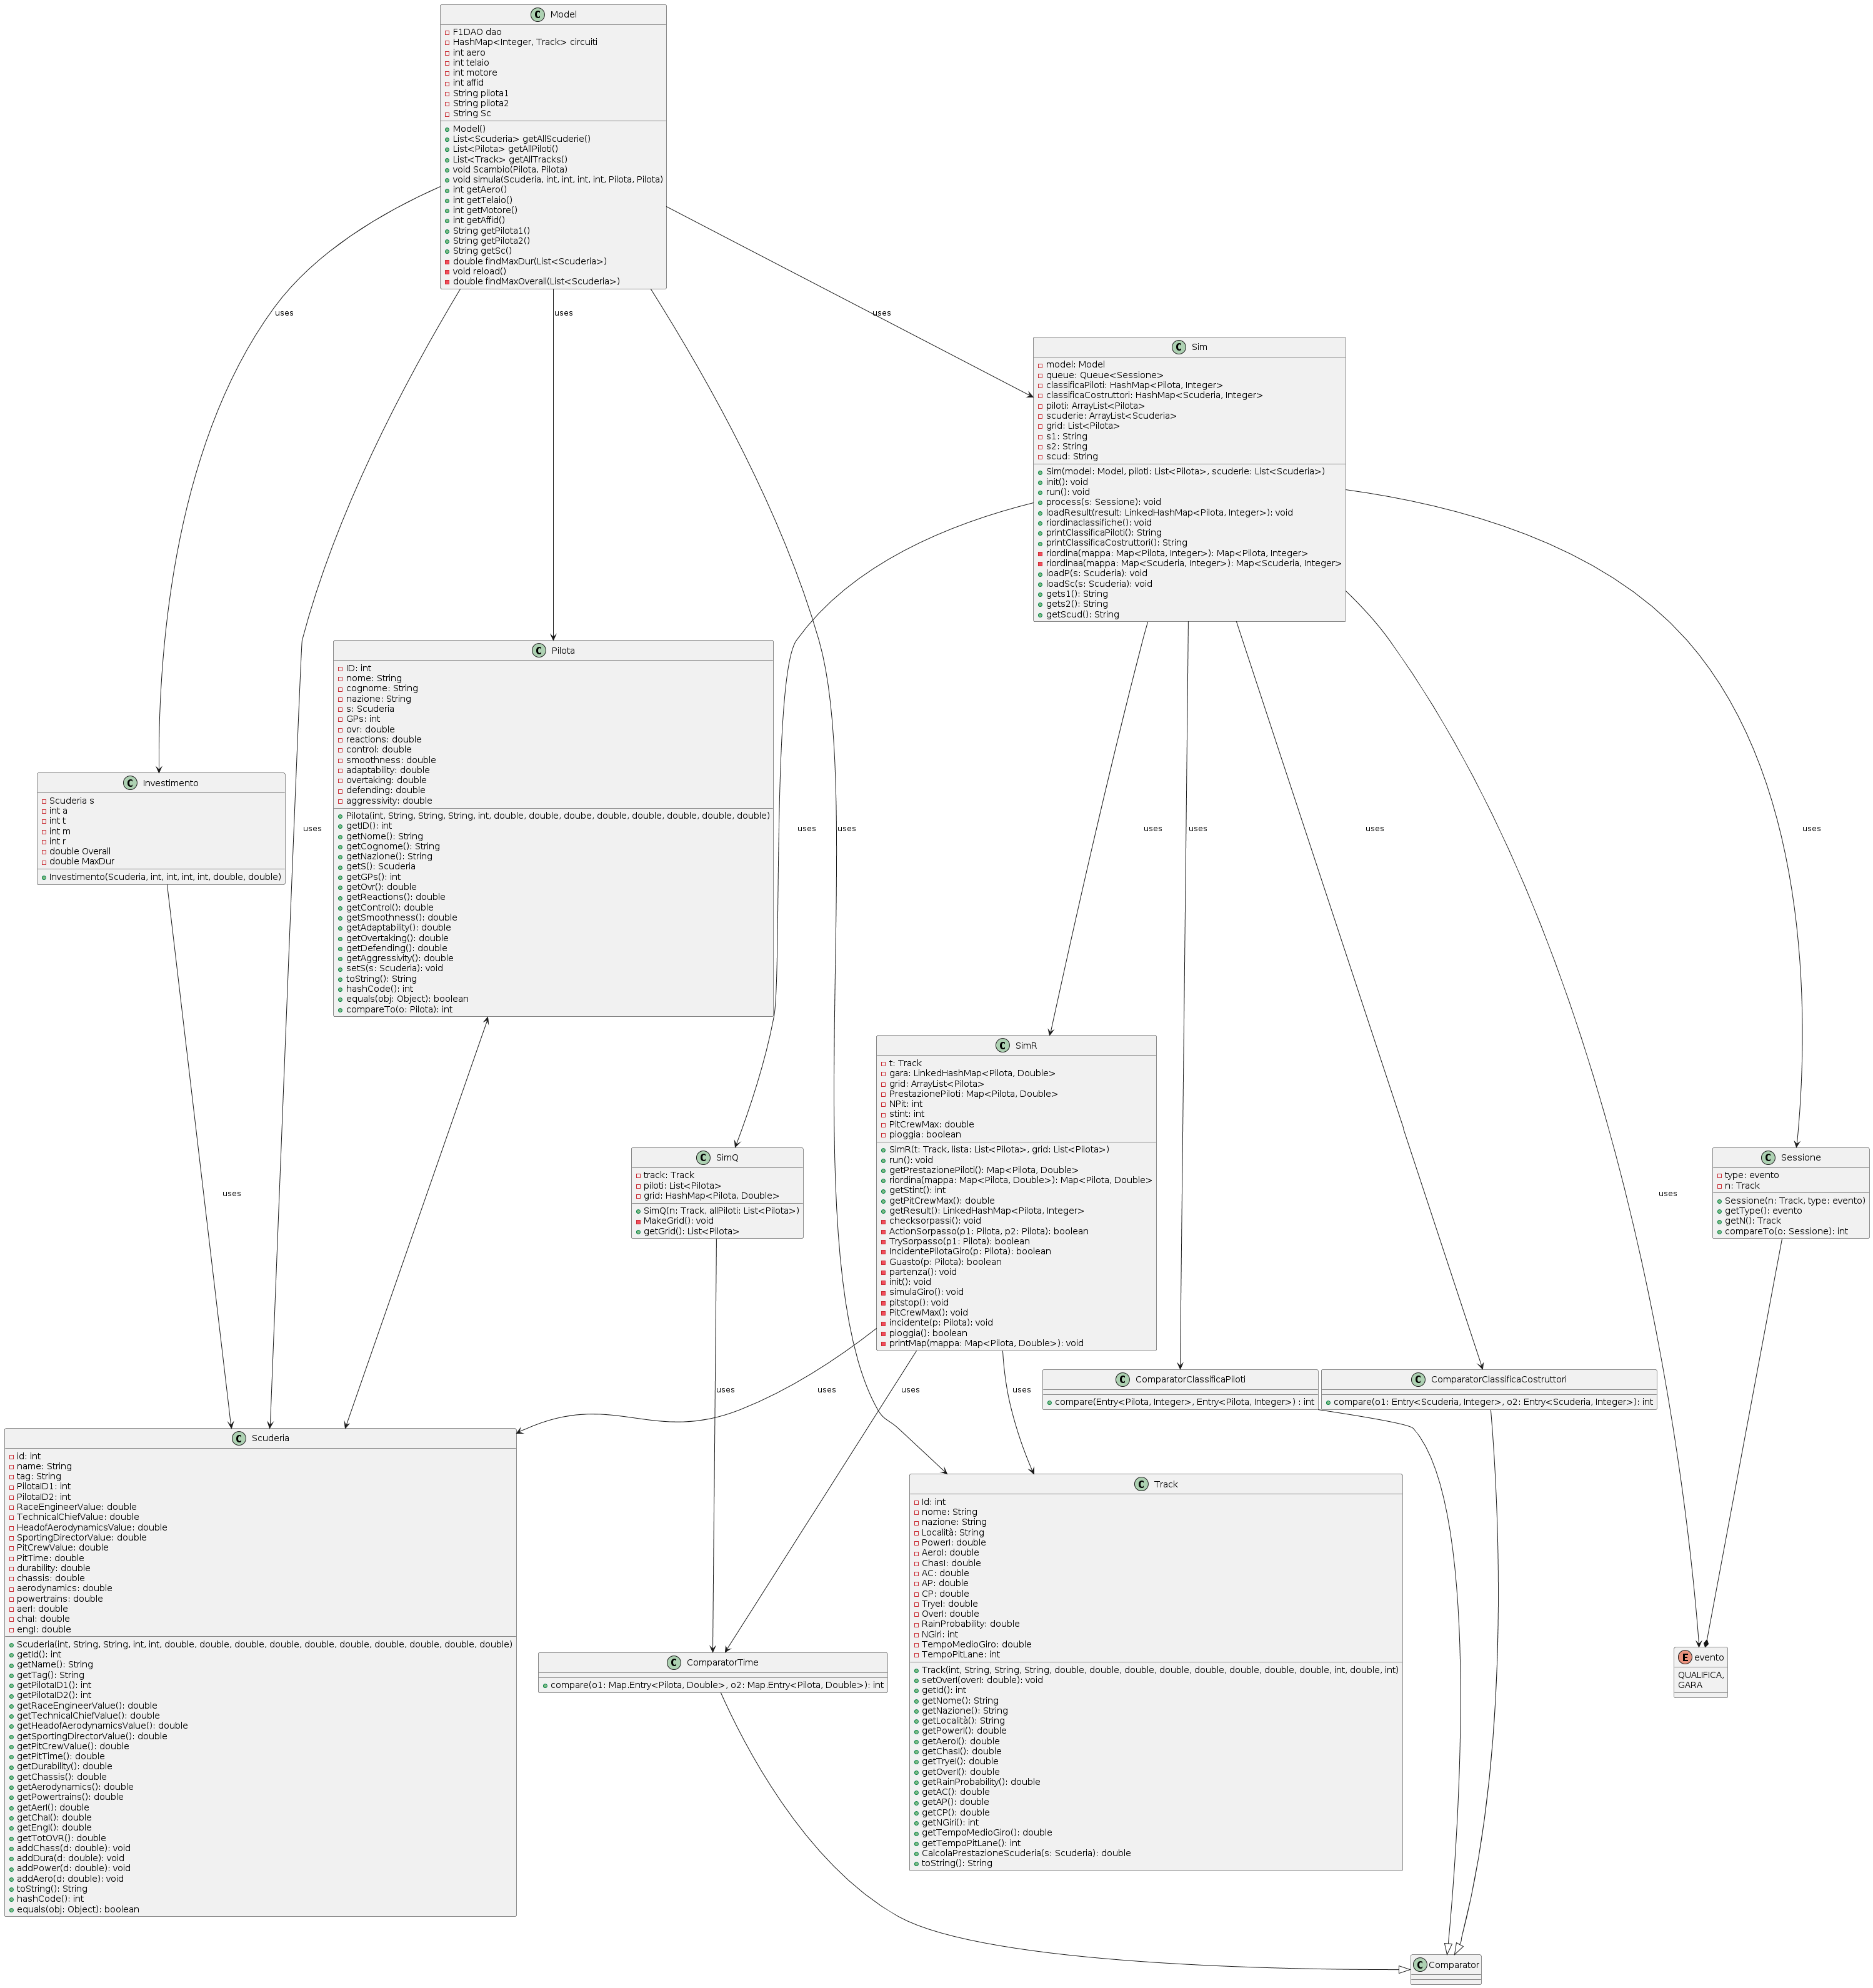 Model
F1DAO dao
HashMap<Integer, Track> circuiti
int aero
int telaio
int motore
int affid
String pilota1
String pilota2
String Sc
Model()
List<Scuderia> getAllScuderie()
List<Pilota> getAllPiloti()
List<Track> getAllTracks()
void Scambio(Pilota, Pilota)
void simula(Scuderia, int, int, int, int, Pilota, Pilota)
int getAero()
int getTelaio()
int getMotore()
int getAffid()
String getPilota1()
String getPilota2()
String getSc()
double findMaxDur(List<Scuderia>)
void reload()
double findMaxOverall(List<Scuderia>)
uses
uses
uses
Sim
model: Model
queue: Queue<Sessione>
classificaPiloti: HashMap<Pilota, Integer>
classificaCostruttori: HashMap<Scuderia, Integer>
piloti: ArrayList<Pilota>
scuderie: ArrayList<Scuderia>
grid: List<Pilota>
s1: String
s2: String
scud: String
Sim(model: Model, piloti: List<Pilota>, scuderie: List<Scuderia>)
init(): void
run(): void
process(s: Sessione): void
loadResult(result: LinkedHashMap<Pilota, Integer>): void
riordinaclassifiche(): void
printClassificaPiloti(): String
printClassificaCostruttori(): String
riordina(mappa: Map<Pilota, Integer>): Map<Pilota, Integer>
riordinaa(mappa: Map<Scuderia, Integer>): Map<Scuderia, Integer>
loadP(s: Scuderia): void
loadSc(s: Scuderia): void
gets1(): String
gets2(): String
getScud(): String
Pilota
ID: int
nome: String
cognome: String
nazione: String
s: Scuderia
GPs: int
ovr: double
reactions: double
control: double
smoothness: double
adaptability: double
overtaking: double
defending: double
aggressivity: double
Pilota(int, String, String, String, int, double, double, doube, double, double, double, double, double)
getID(): int
getNome(): String
getCognome(): String
getNazione(): String
getS(): Scuderia
getGPs(): int
getOvr(): double
getReactions(): double
getControl(): double
getSmoothness(): double
getAdaptability(): double
getOvertaking(): double
getDefending(): double
getAggressivity(): double
setS(s: Scuderia): void
toString(): String
hashCode(): int
equals(obj: Object): boolean
compareTo(o: Pilota): int
Investimento
Scuderia s
int a
int t
int m
int r
double Overall
double MaxDur
Investimento(Scuderia, int, int, int, int, double, double)
uses
uses
uses
uses
uses
uses
uses
SimR
t: Track
gara: LinkedHashMap<Pilota, Double>
grid: ArrayList<Pilota>
PrestazionePiloti: Map<Pilota, Double>
NPit: int
stint: int
PitCrewMax: double
pioggia: boolean
SimR(t: Track, lista: List<Pilota>, grid: List<Pilota>)
run(): void
getPrestazionePiloti(): Map<Pilota, Double>
riordina(mappa: Map<Pilota, Double>): Map<Pilota, Double>
getStint(): int
getPitCrewMax(): double
getResult(): LinkedHashMap<Pilota, Integer>
checksorpassi(): void
ActionSorpasso(p1: Pilota, p2: Pilota): boolean
TrySorpasso(p1: Pilota): boolean
IncidentePilotaGiro(p: Pilota): boolean
Guasto(p: Pilota): boolean
partenza(): void
init(): void
simulaGiro(): void
pitstop(): void
PitCrewMax(): void
incidente(p: Pilota): void
pioggia(): boolean
printMap(mappa: Map<Pilota, Double>): void
SimQ
track: Track
piloti: List<Pilota>
grid: HashMap<Pilota, Double>
SimQ(n: Track, allPiloti: List<Pilota>)
MakeGrid(): void
getGrid(): List<Pilota>
Sessione
type: evento
n: Track
Sessione(n: Track, type: evento)
getType(): evento
getN(): Track
compareTo(o: Sessione): int
uses
uses
uses
uses
uses
uses
ComparatorClassificaPiloti
compare(Entry<Pilota, Integer>, Entry<Pilota, Integer>) : int
ComparatorClassificaCostruttori
compare(o1: Entry<Scuderia, Integer>, o2: Entry<Scuderia, Integer>): int
Scuderia
id: int
name: String
tag: String
PilotaID1: int
PilotaID2: int
RaceEngineerValue: double
TechnicalChiefValue: double
HeadofAerodynamicsValue: double
SportingDirectorValue: double
PitCrewValue: double
PitTime: double
durability: double
chassis: double
aerodynamics: double
powertrains: double
aerI: double
chaI: double
engI: double
Scuderia(int, String, String, int, int, double, double, double, double, double, double, double, double, double, double)
getId(): int
getName(): String
getTag(): String
getPilotaID1(): int
getPilotaID2(): int
getRaceEngineerValue(): double
getTechnicalChiefValue(): double
getHeadofAerodynamicsValue(): double
getSportingDirectorValue(): double
getPitCrewValue(): double
getPitTime(): double
getDurability(): double
getChassis(): double
getAerodynamics(): double
getPowertrains(): double
getAerI(): double
getChaI(): double
getEngI(): double
getTotOVR(): double
addChass(d: double): void
addDura(d: double): void
addPower(d: double): void
addAero(d: double): void
toString(): String
hashCode(): int
equals(obj: Object): boolean
Track
Id: int
nome: String
nazione: String
Località: String
PowerI: double
AeroI: double
ChasI: double
AC: double
AP: double
CP: double
TryeI: double
OverI: double
RainProbability: double
NGiri: int
TempoMedioGiro: double
TempoPitLane: int
Track(int, String, String, String, double, double, double, double, double, double, double, double, int, double, int)
setOverI(overI: double): void
getId(): int
getNome(): String
getNazione(): String
getLocalità(): String
getPowerI(): double
getAeroI(): double
getChasI(): double
getTryeI(): double
getOverI(): double
getRainProbability(): double
getAC(): double
getAP(): double
getCP(): double
getNGiri(): int
getTempoMedioGiro(): double
getTempoPitLane(): int
CalcolaPrestazioneScuderia(s: Scuderia): double
toString(): String
ComparatorTime
compare(o1: Map.Entry<Pilota, Double>, o2: Map.Entry<Pilota, Double>): int
evento
QUALIFICA,
GARA
Comparator